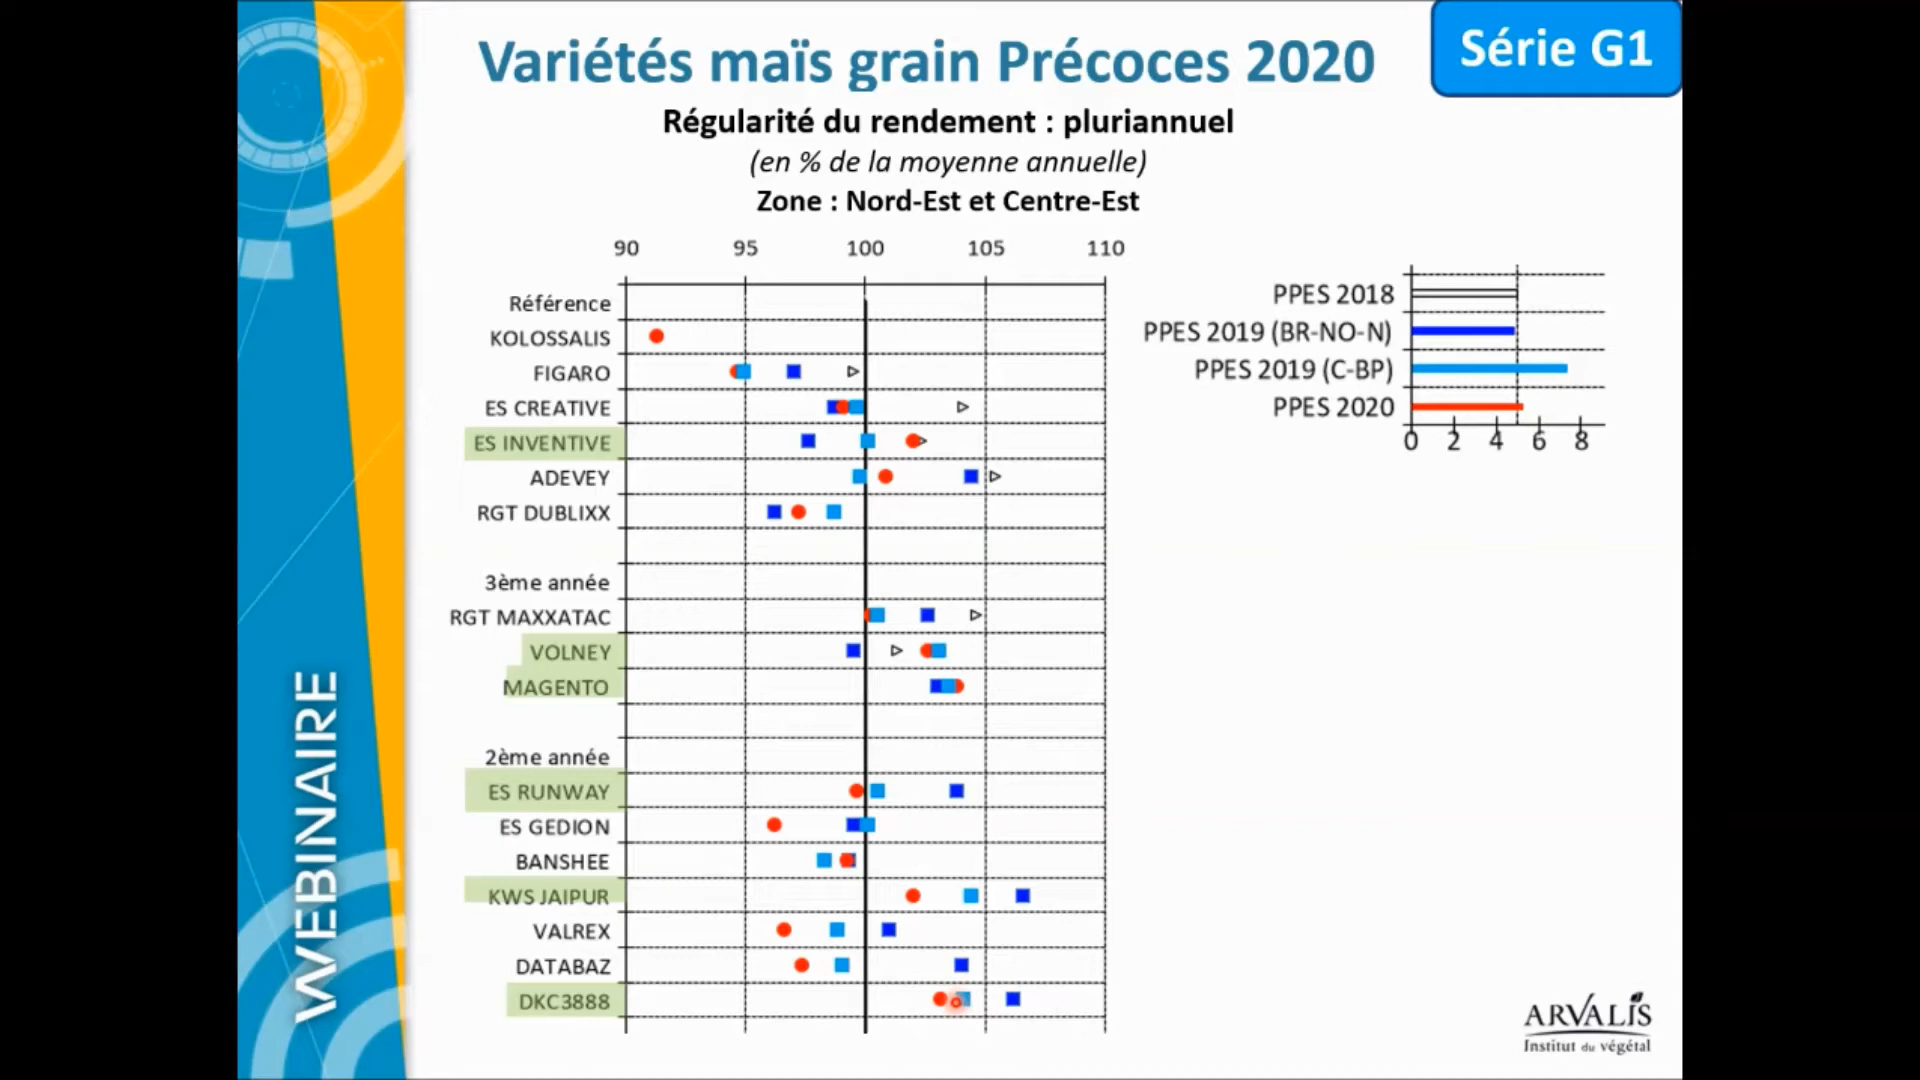 Variétés maïs grain Précoces 2020
Série G1
Régularité du rendement : pluriannuel
(en % de la moyenne annuelle)
Zone : Nord-Est et Centre-Est
90 95 100 105 110
Référence
KOLOSSALIS
FIGARO
ES CREATIVE
ES INVENTIVE
ADEVEY
RGT DUBLIXX
3ème année
RGT MAXXATAC
VOLNEY
MAGENTO
2ème année
ES RUNWAY
ES GEDION
BANSHEE
KWS JAIPUR
VALREX
DATABAZ
DKC3888
PPES 2018
PPES 2019 (BR-NO-N)
PPES 2019 (C-BP)
PPES 2020
0 2 4 6 8
WEBINAIRE
ARVALIS
Institut du végétal